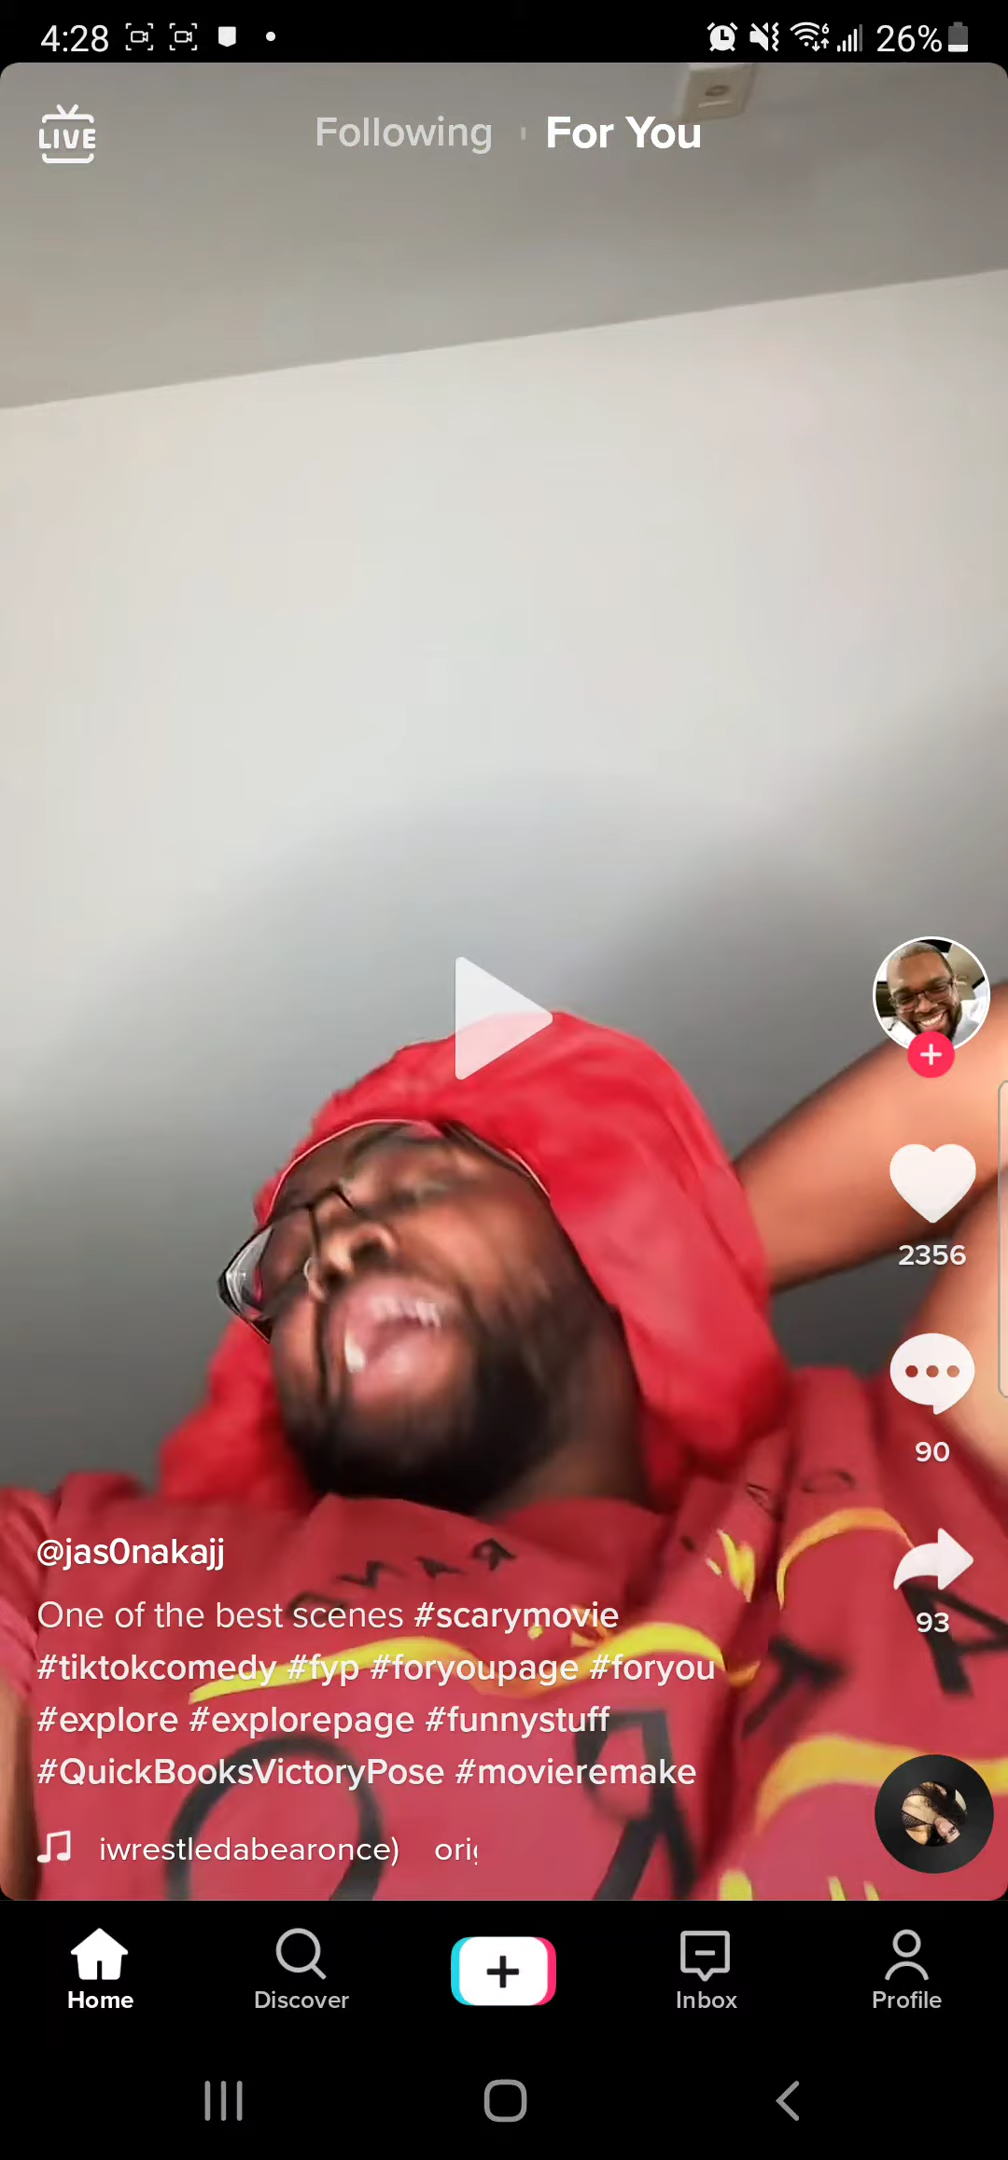 4:28
26%
LIVE
Following
For You
2356
90
93
@jas0nakajj
One of the best scenes #scarymovie
#tiktokcomedy #fyp #foryoupage #foryou
#explore #explorepage #funnystuff
#QuickBooksVictoryPose #movieremake
iwrestledabearonce) orig
Home
Discover
Inbox
Profile